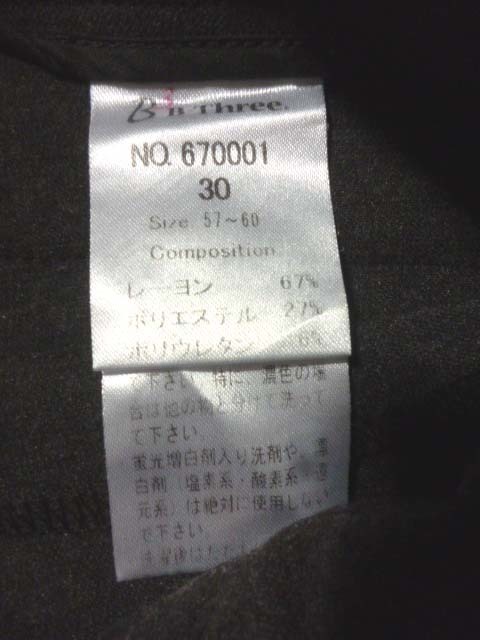 B Three.
NO. 670001
30
Size 57~60
Composition
レーヨン 67%
ポリエステル 27%
ポリウレタン 6%
て下さい。特に、濃色の場
合は他の物と分けて洗って
て下さい。
蛍光増白剤入り洗剤や、漂
白剤（塩素系・酸素系・還
元系）は絶対に使用しない
で下さい。